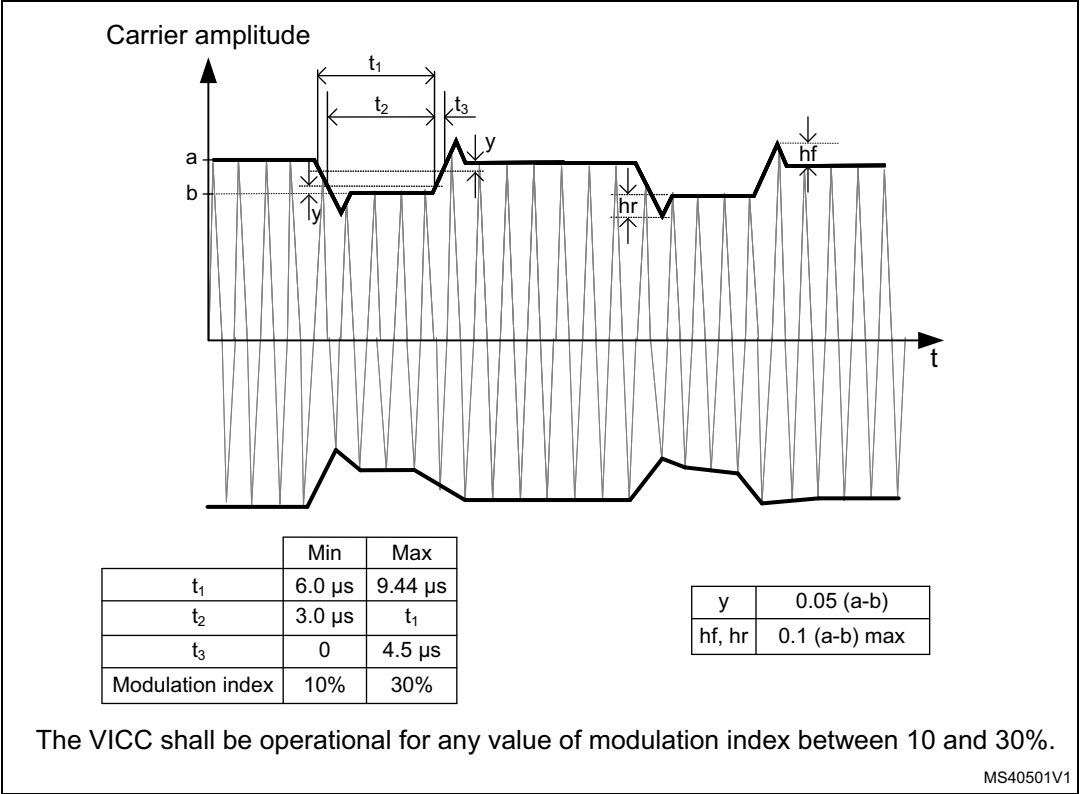 Carrier amplitude
t1
t2
t3
y
a
hf
b
hr
y
t
Min Max
t1 6.0 µs 9.44 µs
t2 3.0 µs t1
t3 0 4.5 µs
Modulation index 10% 30%
y 0.05 (a-b)
hf, hr 0.1 (a-b) max
The VICC shall be operational for any value of modulation index between 10 and 30%.
MS40501V1